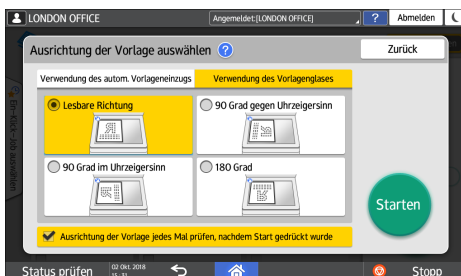 LONDON OFFICE
Angemeldet:[LONDON OFFICE]
?
Abmelden
Ausrichtung der Vorlage auswählen ?
Zurück
Verwendung des autom. Vorlageneinzugs
Verwendung des Vorlagenglases
Lesbare Richtung
90 Grad gegen Uhrzeigersinn
90 Grad im Uhrzeigersinn
180 Grad
Starten
Ausrichtung der Vorlage jedes Mal prüfen, nachdem Start gedrückt wurde
Status prüfen
02 Okt. 2018
Stopp